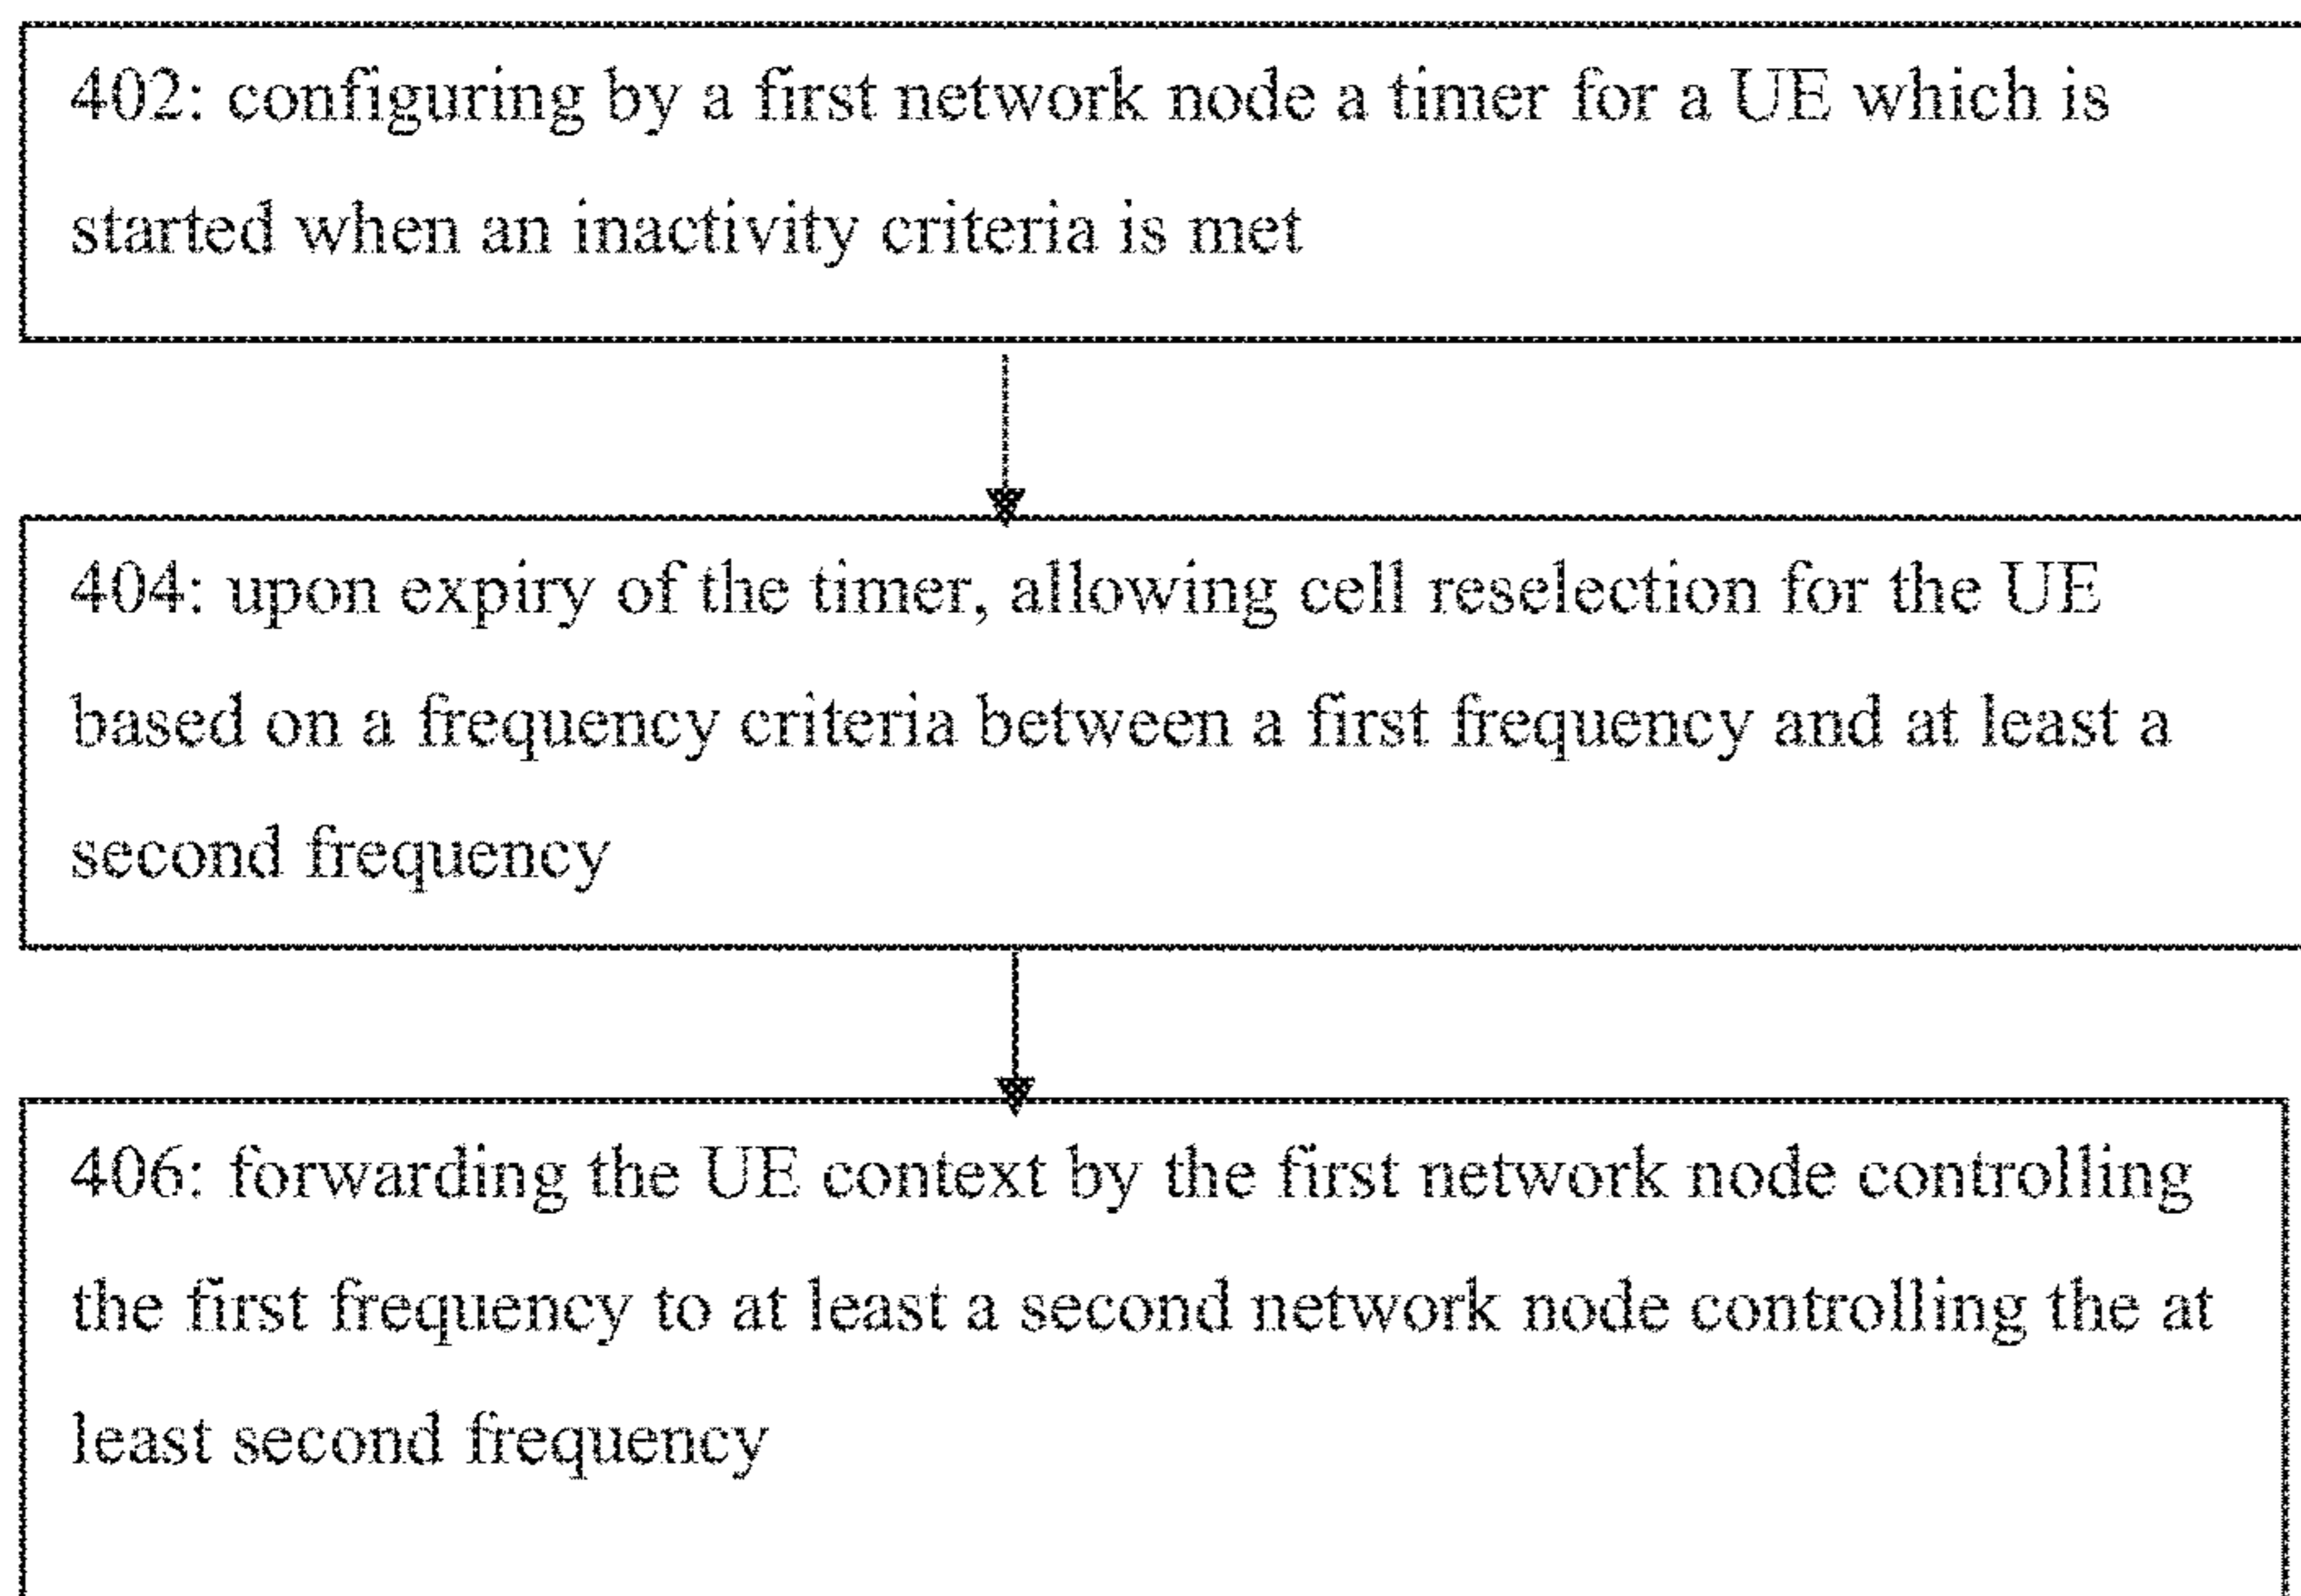 402: configuring by a first network node a timer for a UE which is
started when an inactivity criteria is met
404: upon expiry of the timer, allowing cell reselection for the UE
based on a frequency criteria between a first frequency and at least a
second frequency
406: forwarding the UE context by the first network node controlling
the first frequency to at least a second network node controlling the at
least second frequency